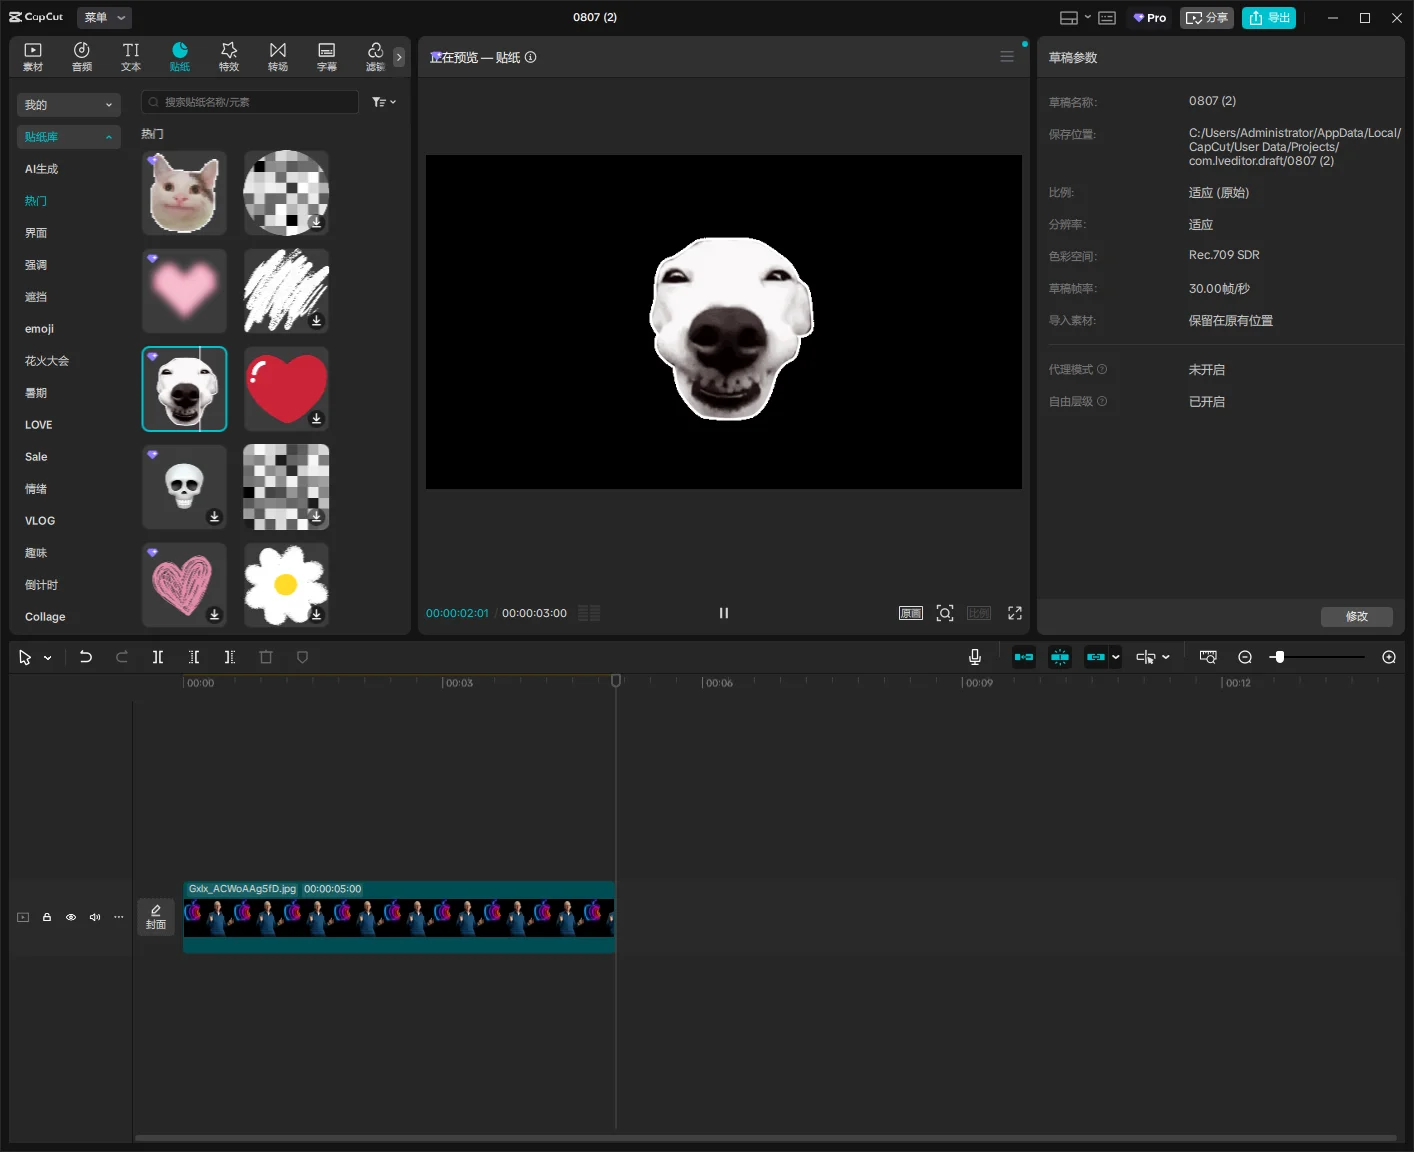 CapCut
菜单
0807 (2)
Pro
分享
导出
素材
音频
文本
贴纸
特效
转场
字幕
滤镜
正在预览 — 贴纸
草稿参数
我的
搜索贴纸名称/元素
贴纸库
热门
AI生成
热门
界面
强调
遮挡
emoji
花火大会
暑期
LOVE
Sale
情绪
VLOG
趣味
倒计时
Collage
草稿名称:
0807 (2)
保存位置:
C:/Users/Administrator/AppData/Local/
CapCut/User Data/Projects/
com.lveditor.draft/0807 (2)
比例:
适应 (原始)
分辨率:
适应
色彩空间:
Rec.709 SDR
草稿帧率:
30.00帧/秒
导入素材:
保留在原有位置
代理模式
未开启
自由层级
已开启
修改
00:00:02:01 / 00:00:03:00
原画
比例
00:00
00:03
00:06
00:09
00:12
封面
GxIx_ACWoAAg5fD.jpg 00:00:05:00